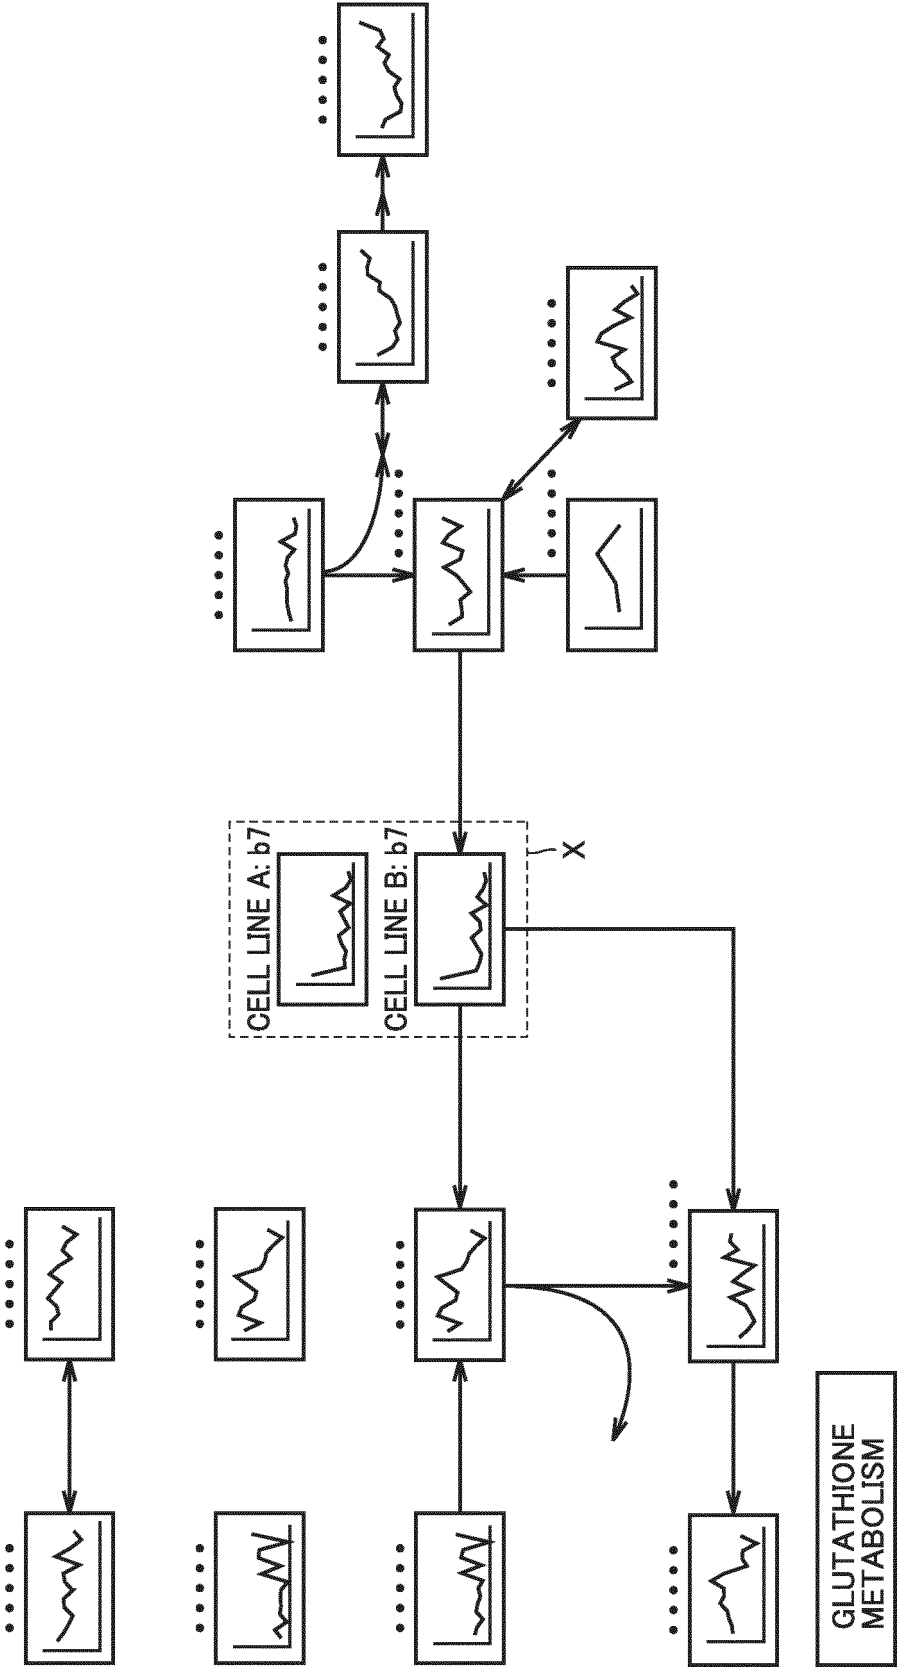 CELL LINE A: b7
CELL LINE B: b7
X
GLUTATHIONE
METABOLISM